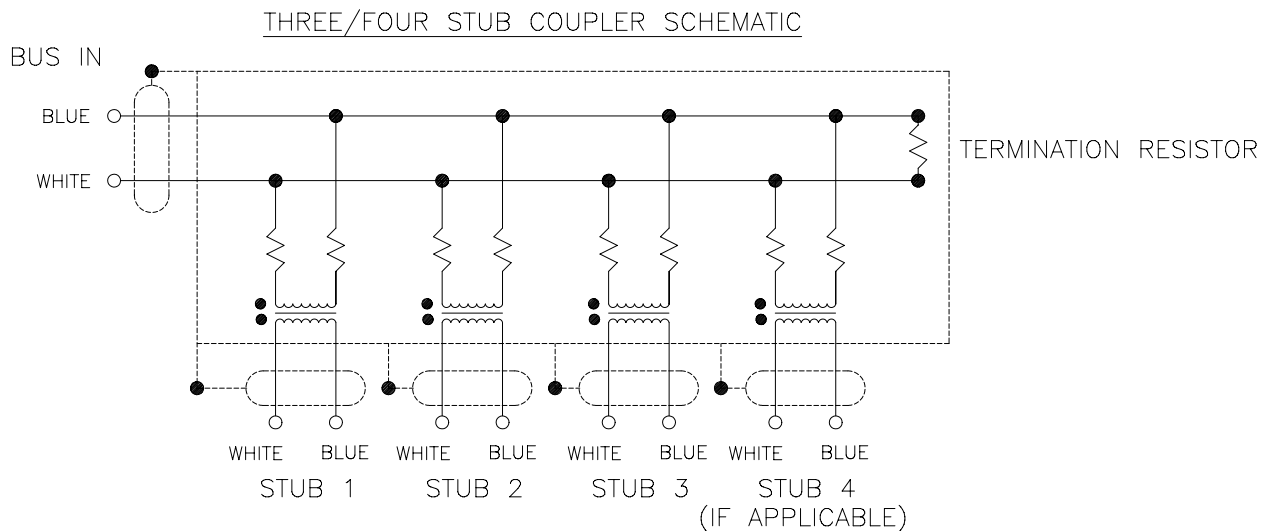 THREE/FOUR STUB COUPLER SCHEMATIC
BUS IN
BLUE
WHITE
TERMINATION RESISTOR
WHITE BLUE WHITE BLUE WHITE BLUE WHITE BLUE
STUB 1 STUB 2 STUB 3 STUB 4
(IF APPLICABLE)